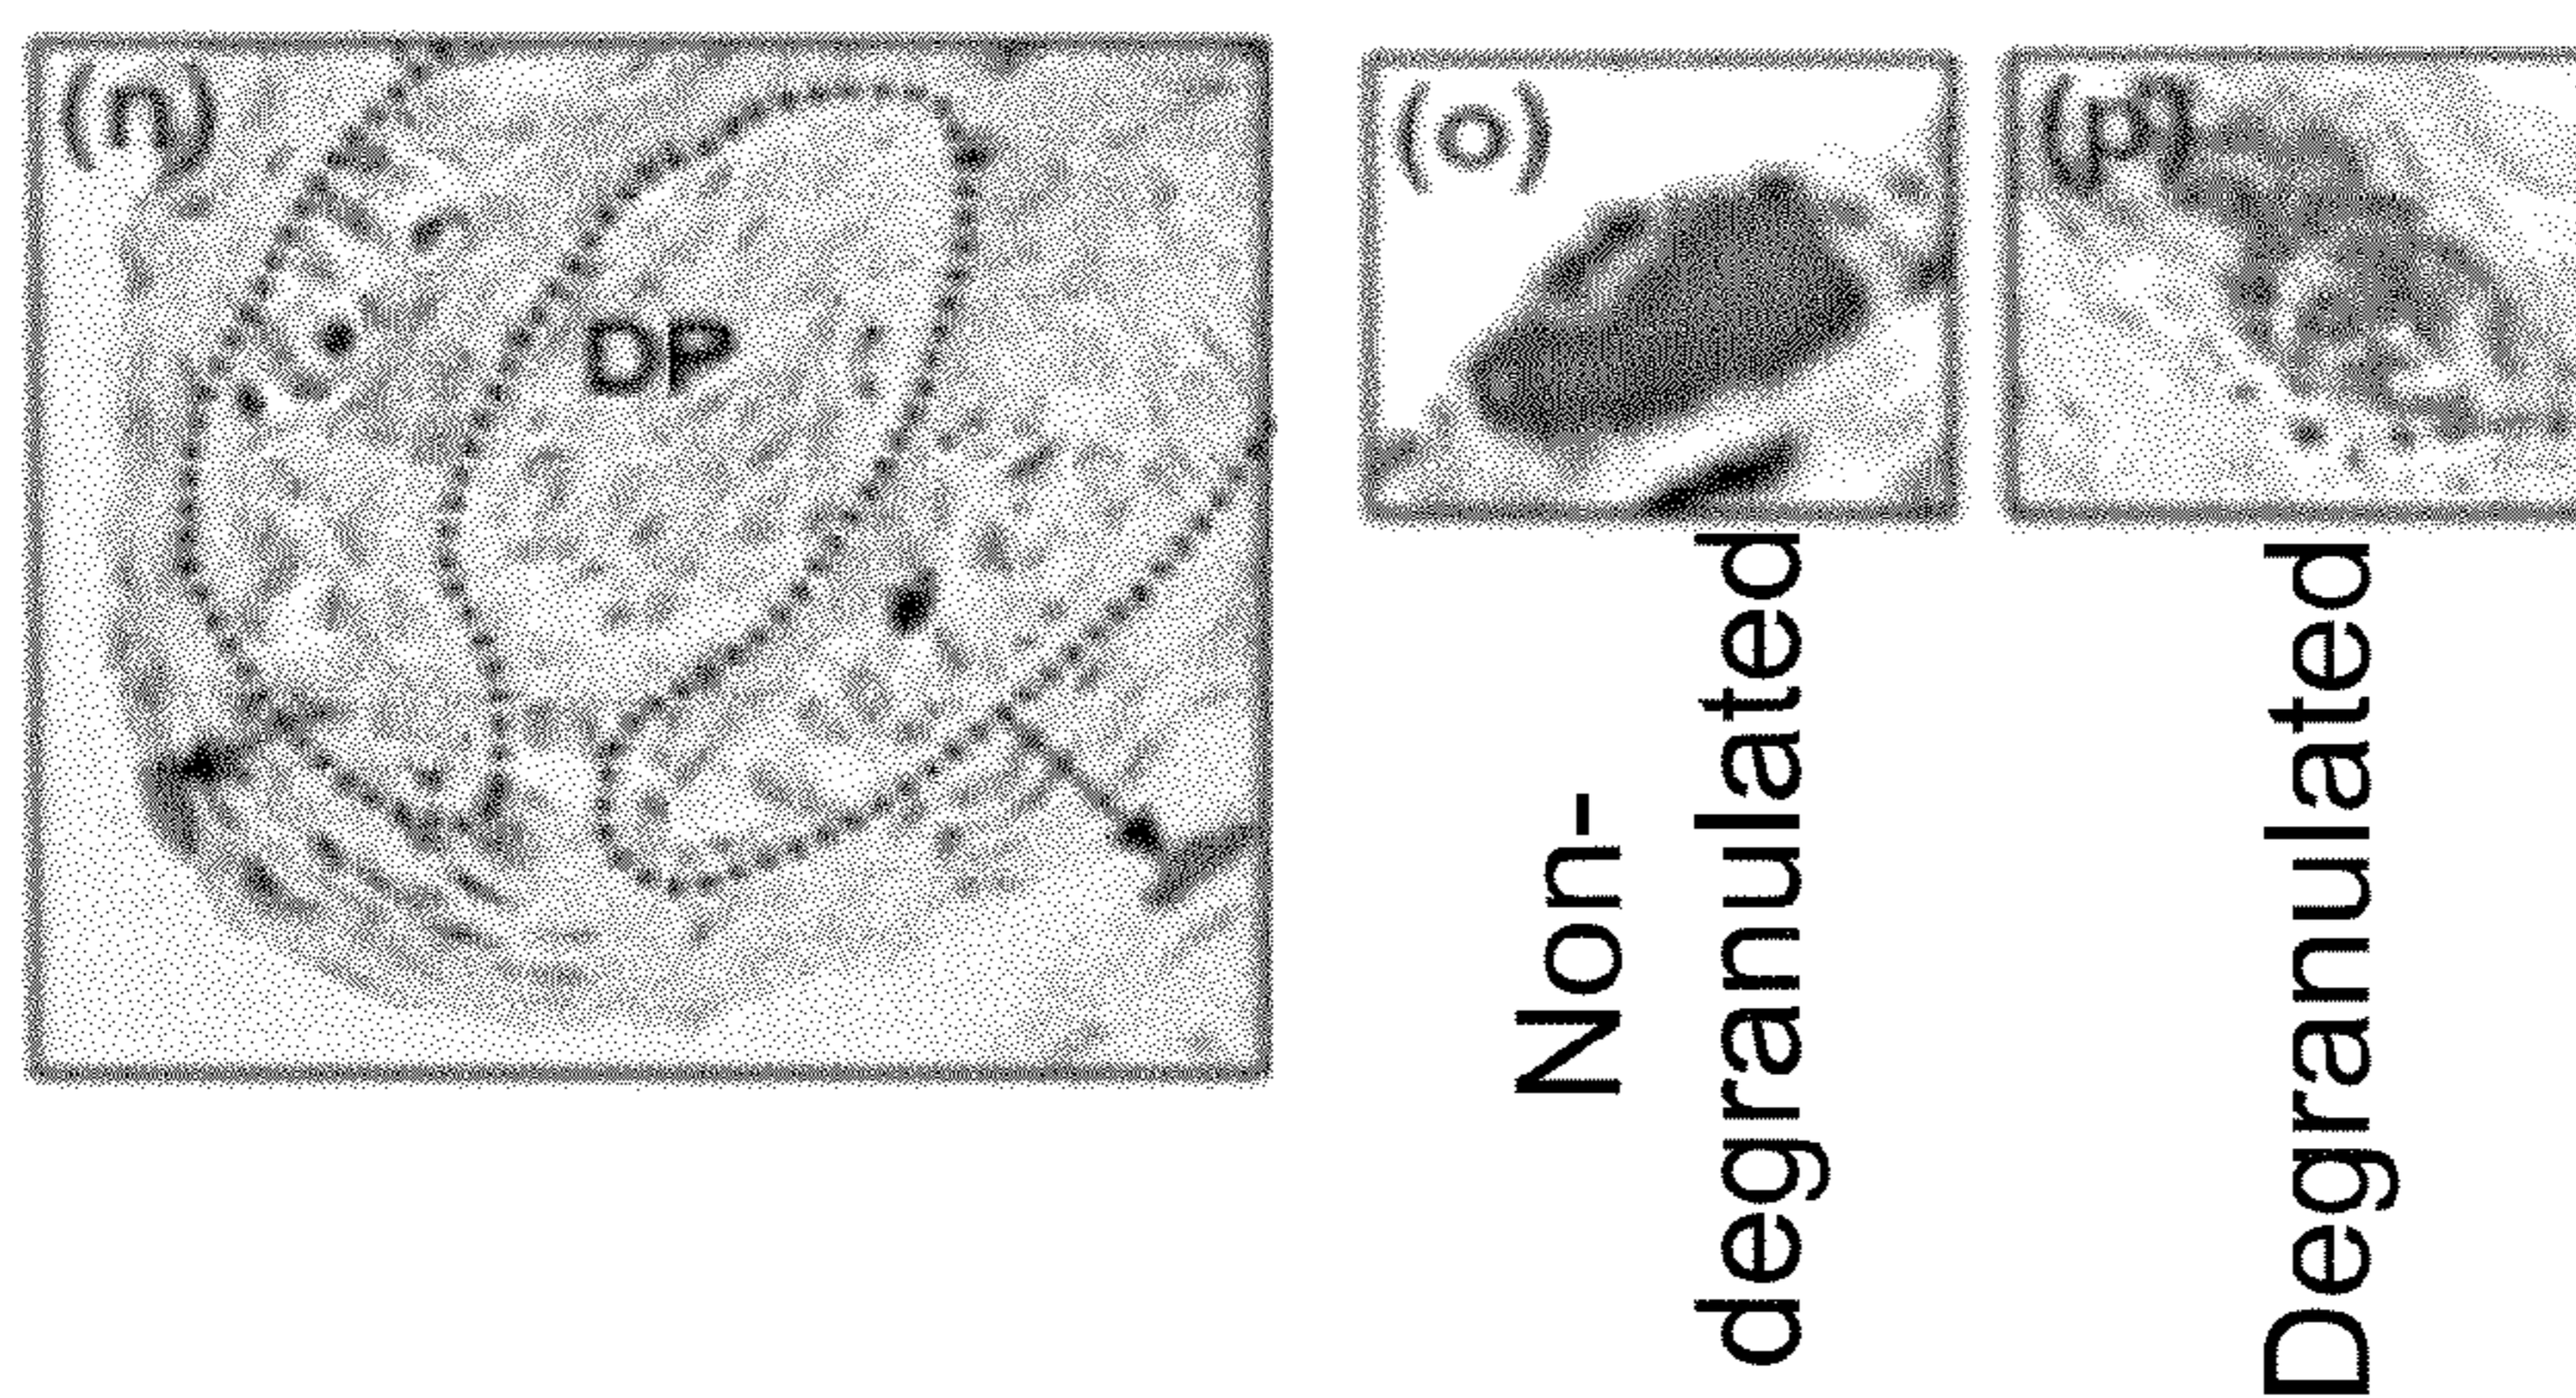 (n)
DP
(o)
(p)
Non-
degranulated
Degranulated